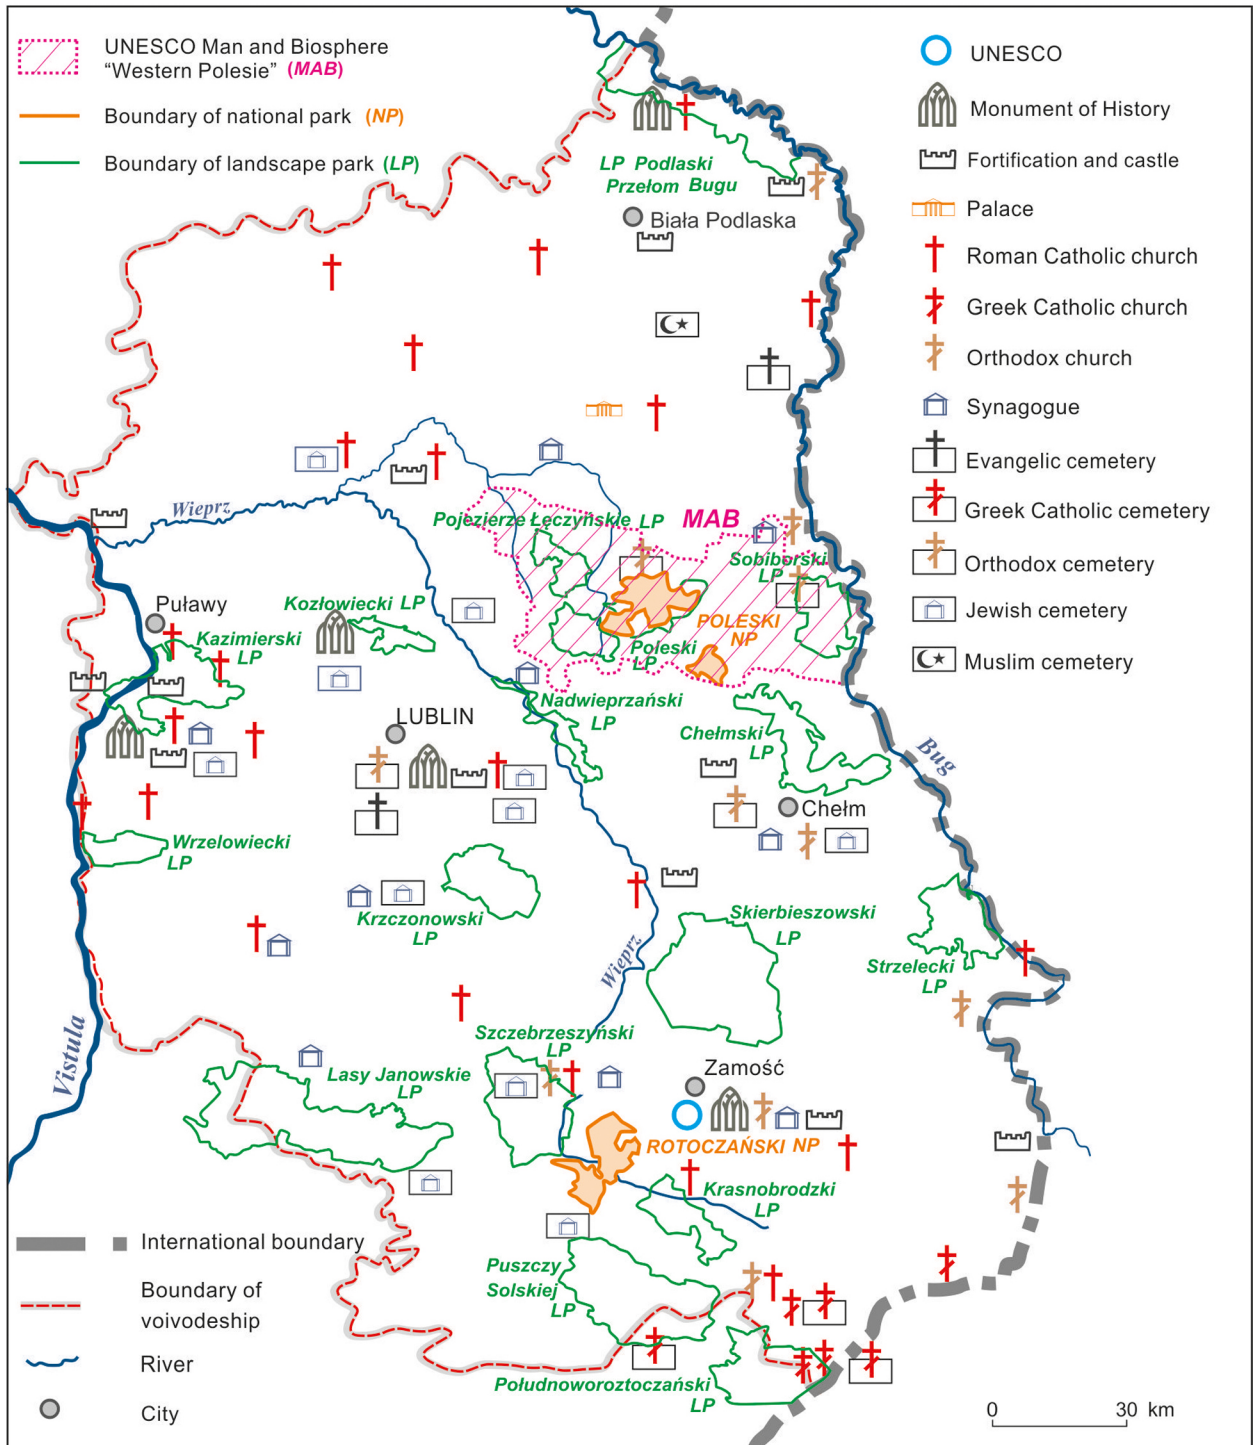 UNESCO Man and Biosphere
“Western Polesie” (MAB)
Boundary of national park (NP)
Boundary of landscape park (LP)
UNESCO
Monument of History
Fortification and castle
Palace
Roman Catholic church
Greek Catholic church
Orthodox church
Synagogue
Evangelic cemetery
Greek Catholic cemetery
Orthodox cemetery
Jewish cemetery
Muslim cemetery
LP Podlaski
Przełom Bugu
Biała Podlaska
Wieprz
Pojezierze Łęczyńskie LP
MAB
Sobiborski
LP
Puławy
Kozłowiecki LP
Kazimierski
LP
POLESKI
NP
Poleski
LP
Nadwieprzański
LP
LUBLIN
Chełmski
LP
Bug
Chełm
Wrzelowiecki
LP
Krzczonowski
LP
Skierbieszowski
LP
Wieprz
Strzelecki
LP
Vistula
Szczebrzeszyński
LP
Lasy Janowskie
LP
Zamość
ROTOCZAŃSKI NP
Krasnobrodzki
LP
Puszczy
Solskiej
LP
Południoworoztoczański
LP
International boundary
Boundary of
voivodeship
River
City
0 30 km